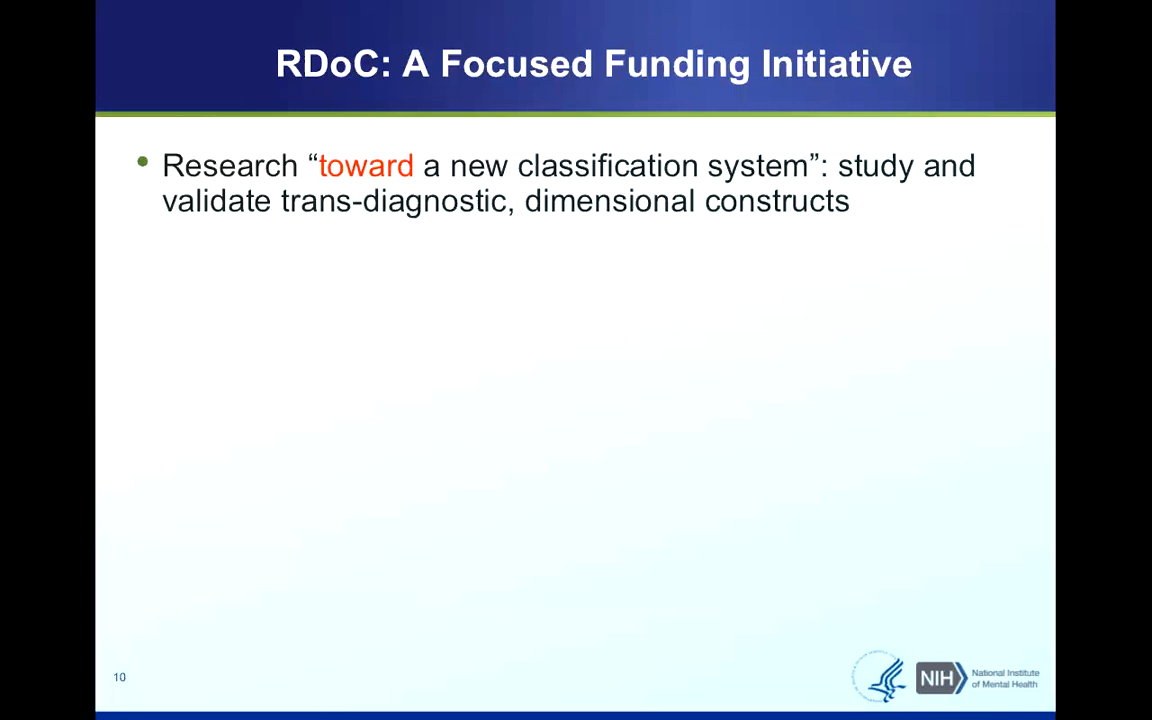 RDoC: A Focused Funding Initiative
• Research “toward a new classification system”: study and
validate trans-diagnostic, dimensional constructs
10
NIH
National Institute
of Mental Health